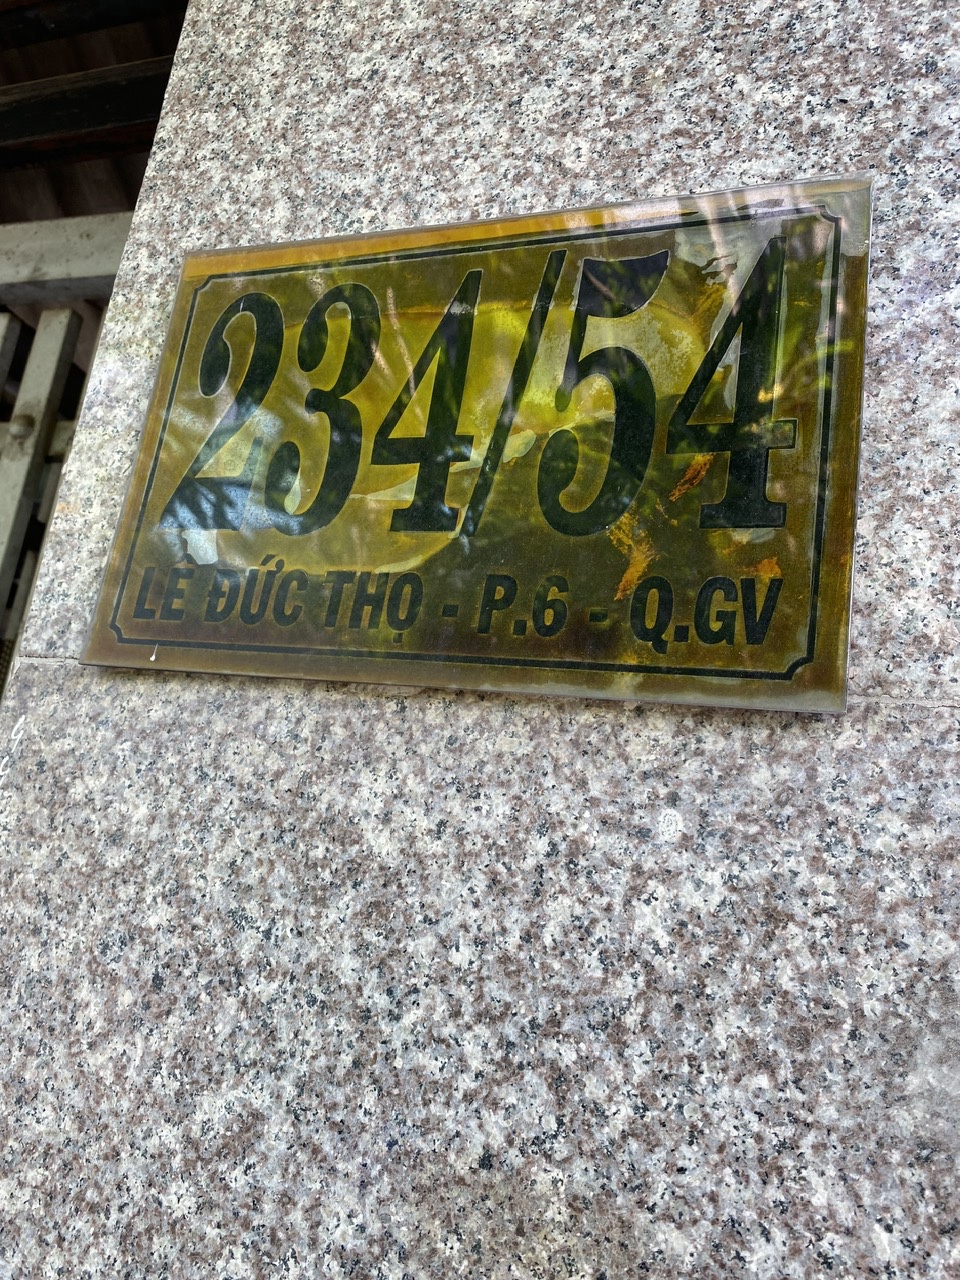 234/54
LÊ ĐỨC THỌ - P.6 - Q.GV